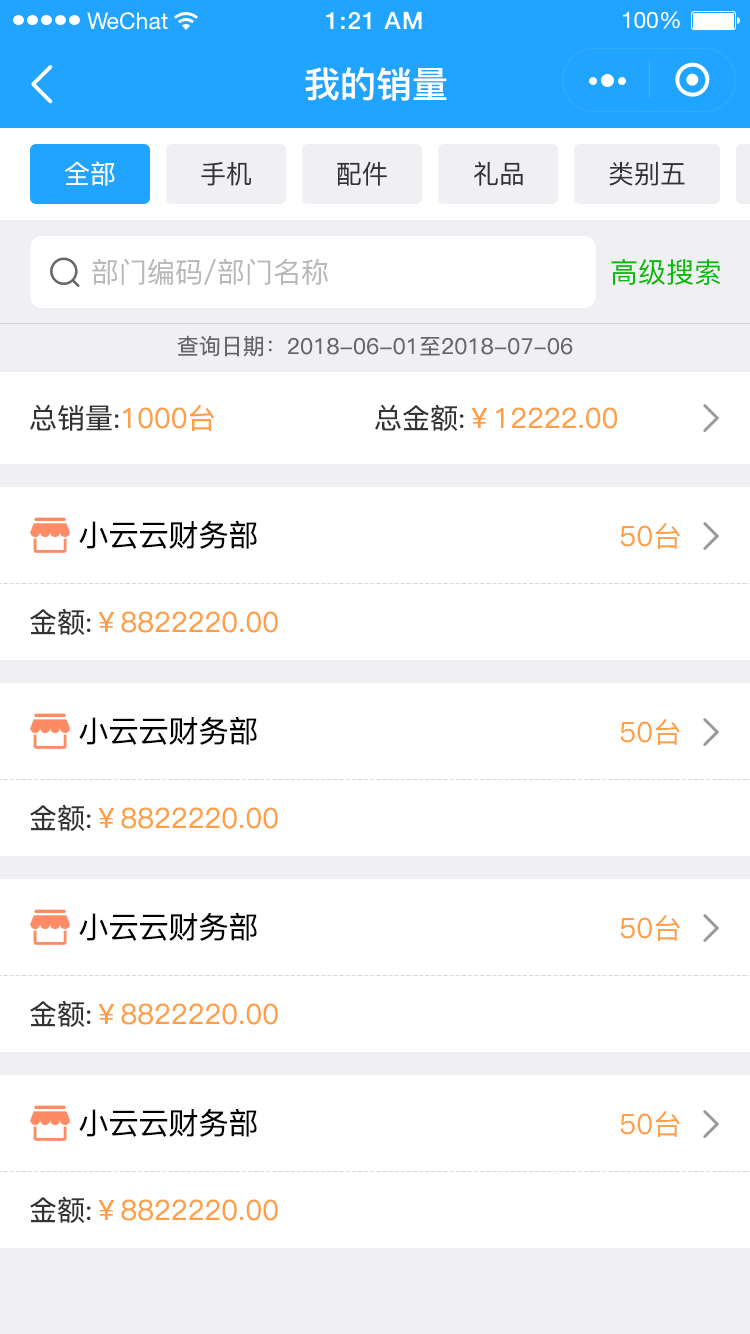 WeChat 1:21 AM 100%
我的销量
全部 手机 配件 礼品 类别五
部门编码/部门名称 高级搜索
查询日期：2018-06-01至2018-07-06
总销量:1000台 总金额:￥12222.00
小云云财务部 50台
金额:￥8822220.00
小云云财务部 50台
金额:￥8822220.00
小云云财务部 50台
金额:￥8822220.00
小云云财务部 50台
金额:￥8822220.00